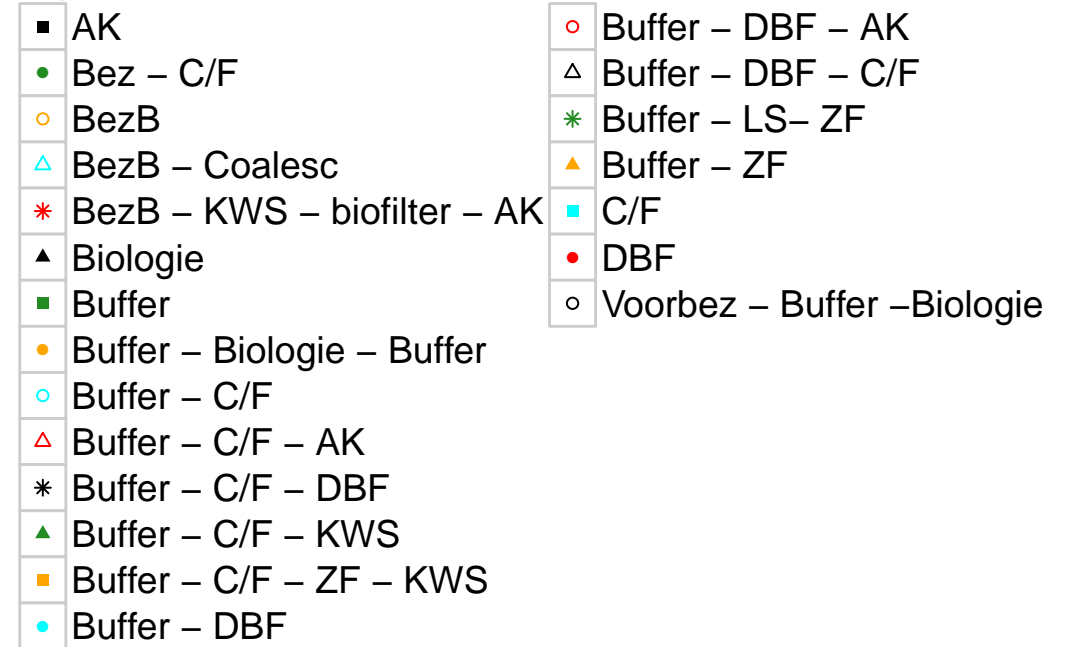 AK
Bez – C/F
BezB
BezB – Coalesc
BezB – KWS – biofilter – AK
Biologie
Buffer
Buffer – Biologie – Buffer
Buffer – C/F
Buffer – C/F – AK
Buffer – C/F – DBF
Buffer – C/F – KWS
Buffer – C/F – ZF – KWS
Buffer – DBF
Buffer – DBF – AK
Buffer – DBF – C/F
Buffer – LS– ZF
Buffer – ZF
C/F
DBF
Voorbez – Buffer –Biologie